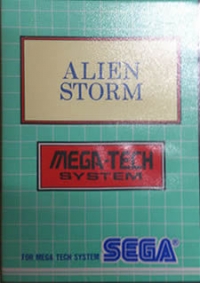 ALIEN
STORM
MEGA-TECH
SYSTEM
FOR MEGA TECH SYSTEM SEGA